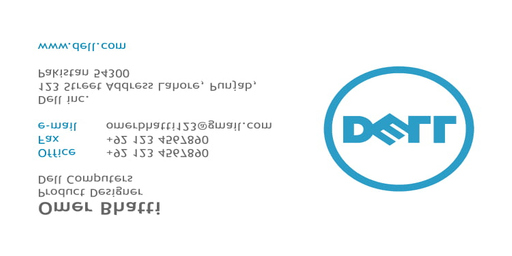 Omer Bhatti
Product Designer
Dell Computers
Office +92 123 4567890
Fax +92 123 4567890
e-mail omerbhatti123@gmail.com
Dell inc.
123 Street Address Lahore, Punjab,
Pakistan 54300
www.dell.com
DELL